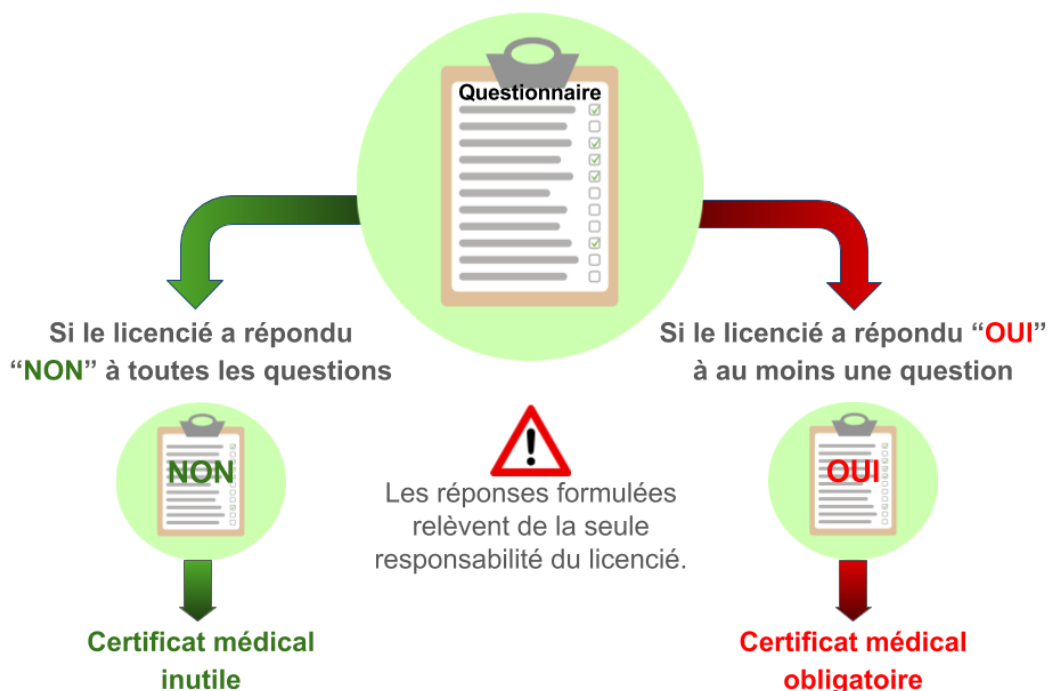 Questionnaire
Si le licencié a répondu
“NON” à toutes les questions
Si le licencié a répondu “OUI”
à au moins une question
NON
OUI
Les réponses formulées
relèvent de la seule
responsabilité du licencié.
Certificat médical
inutile
Certificat médical
obligatoire